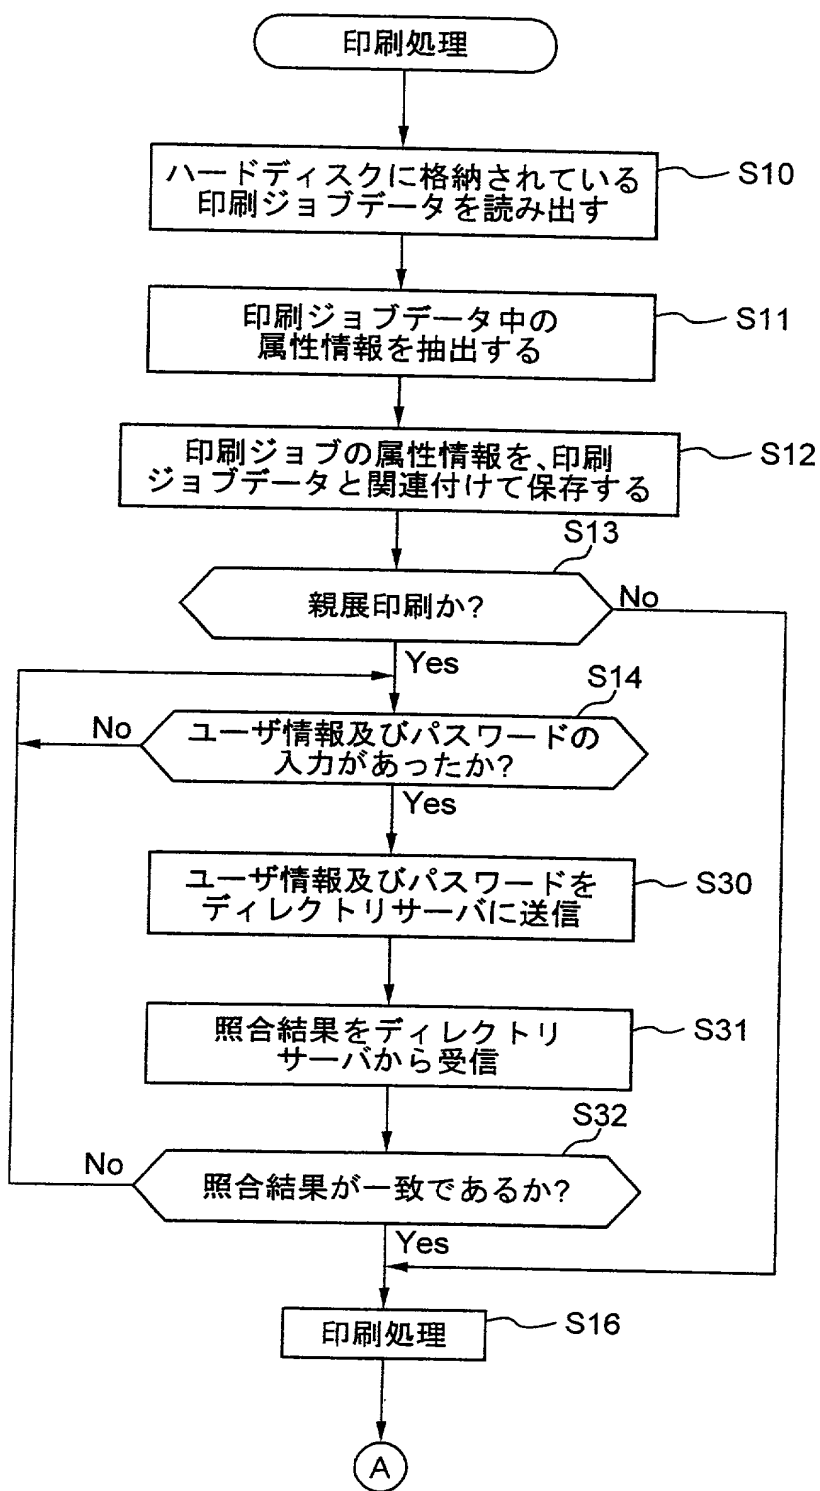 印刷処理
ハードディスクに格納されている
印刷ジョブデータを読み出す
S10
印刷ジョブデータ中の
属性情報を抽出する
S11
印刷ジョブの属性情報を、印刷
ジョブデータと関連付けて保存する
S12
S13
親展印刷か?
No
Yes
S14
No
ユーザ情報及びパスワードの
入力があったか?
Yes
ユーザ情報及びパスワードを
ディレクトリサーバに送信
S30
照合結果をディレクトリ
サーバから受信
S31
S32
No
照合結果が一致であるか?
Yes
印刷処理
S16
A